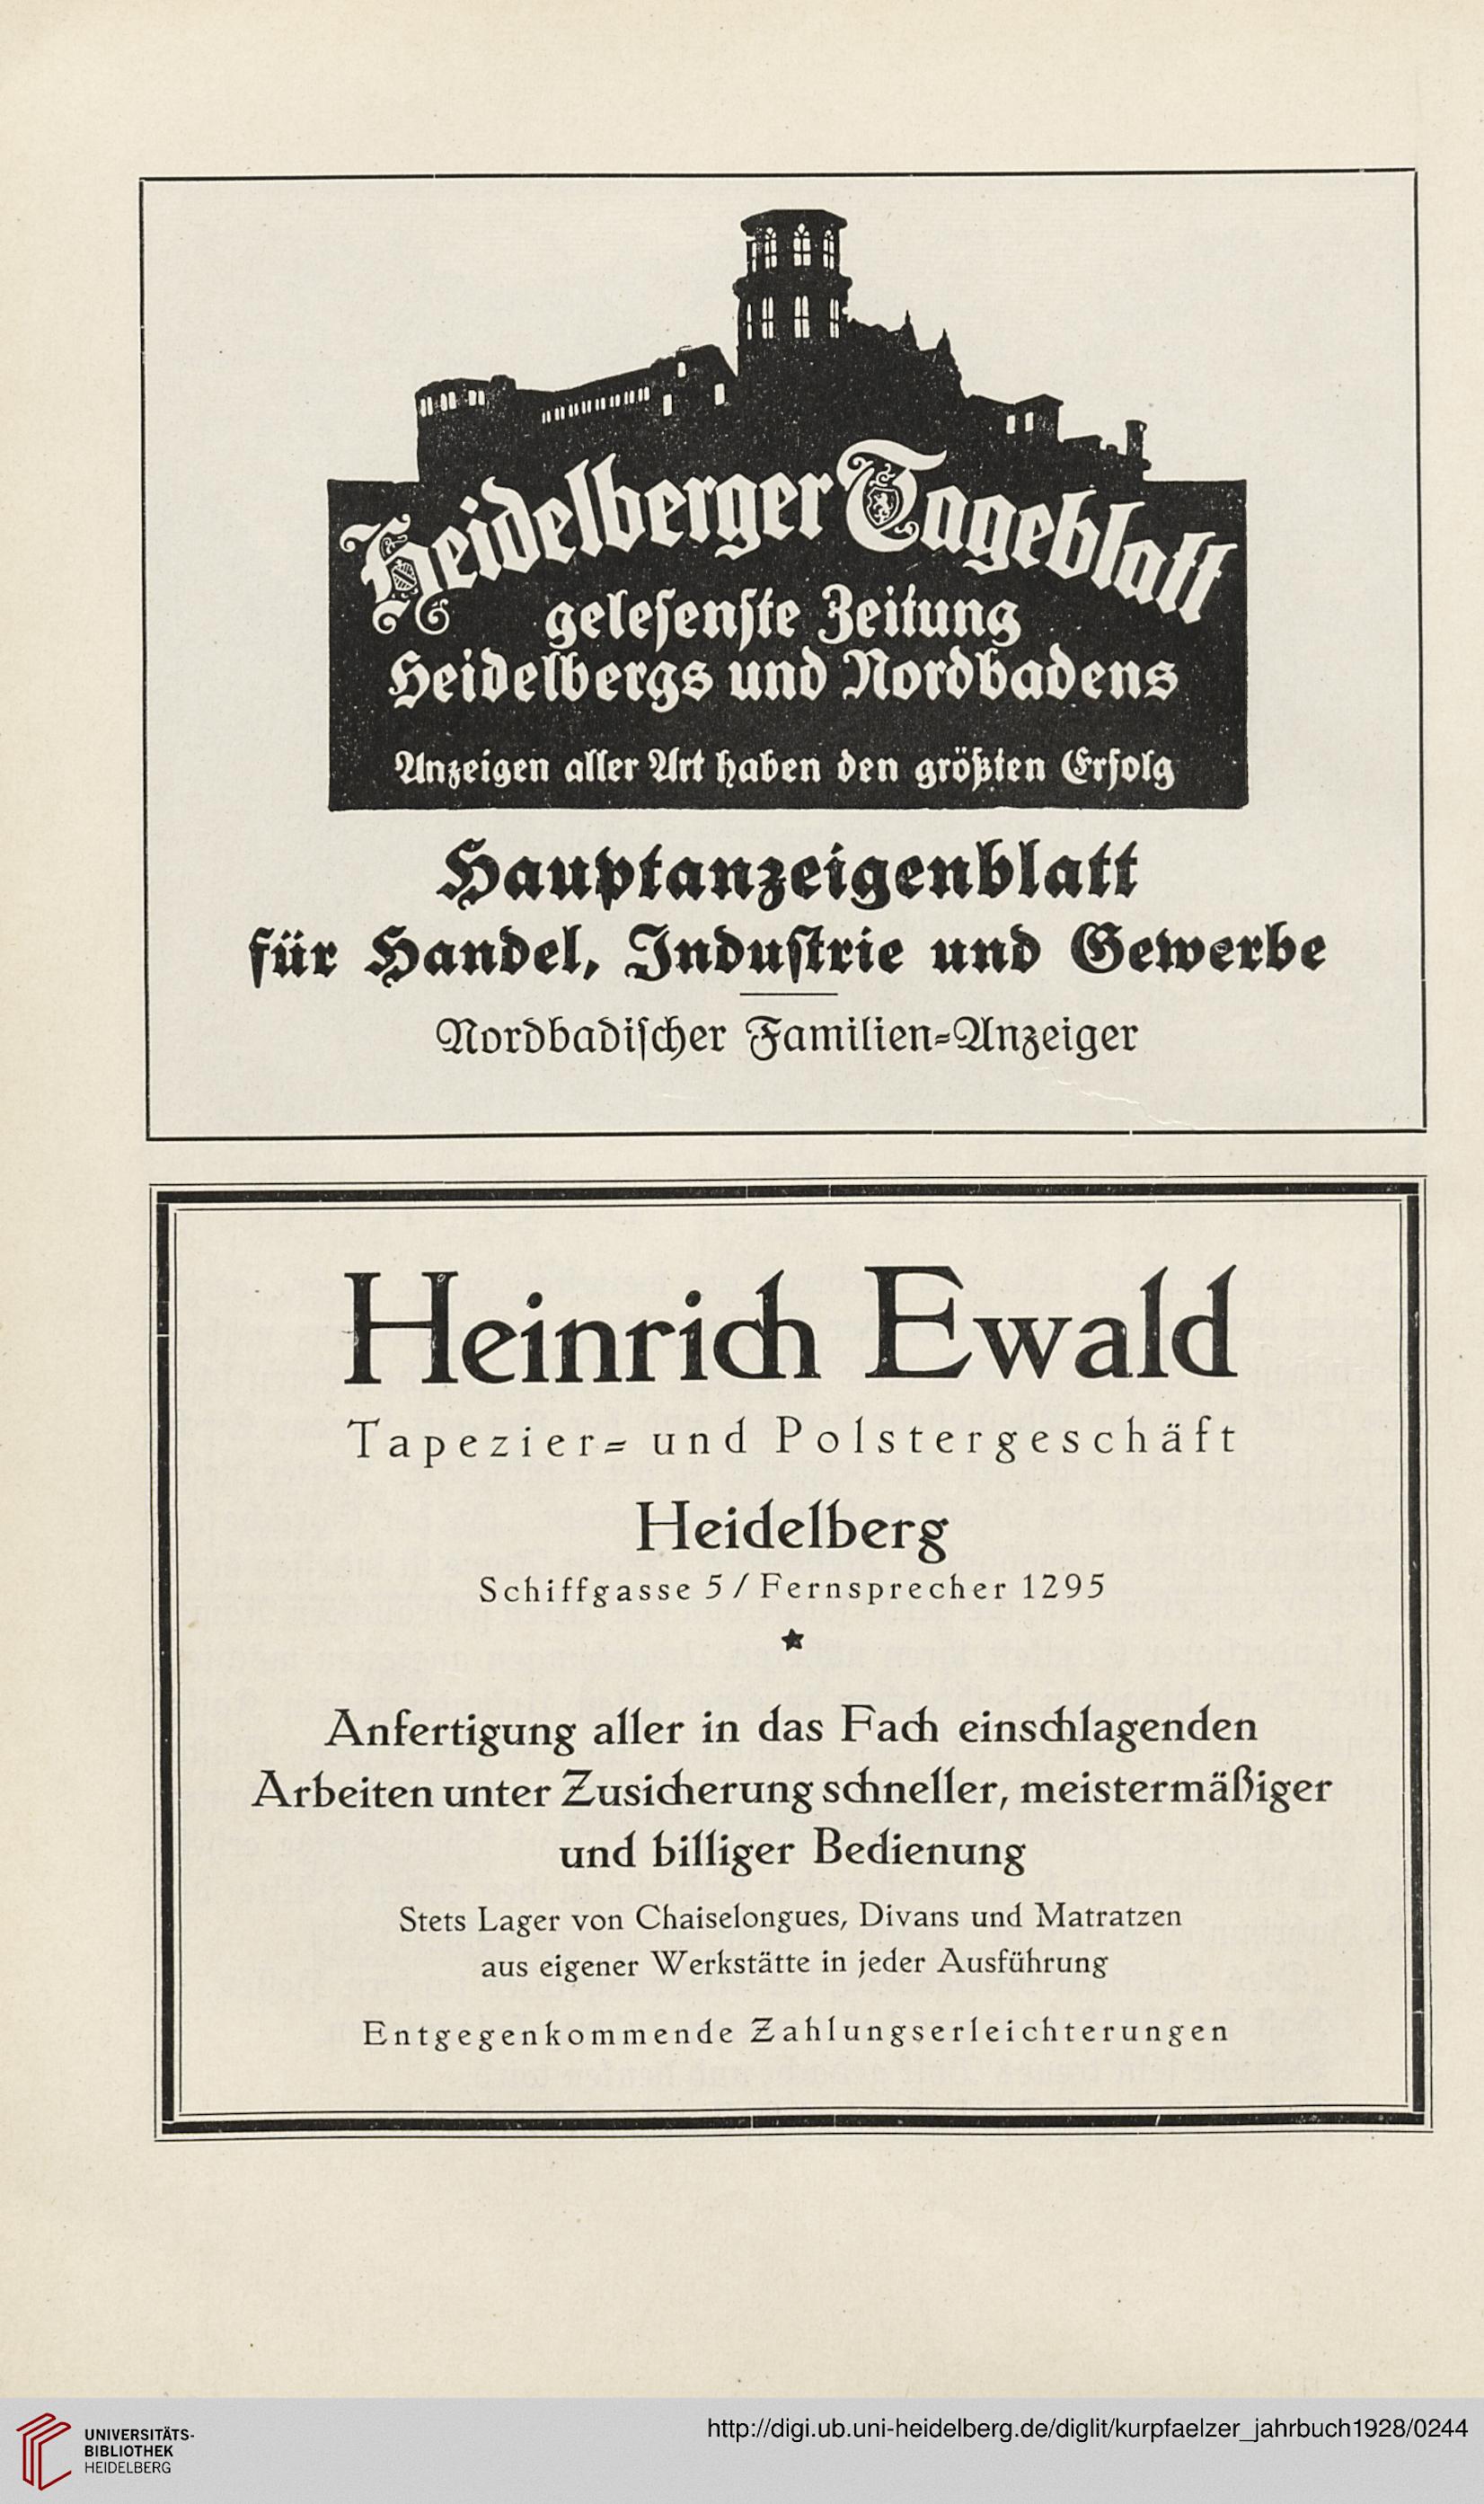 Heidelberger Tageblatt
gelesenste Zeitung
Heidelbergs und Nordbadens
Anzeigen aller Art haben den größten Erfolg
Hauptanzeigenblatt
für Handel, Industrie und Gewerbe
Nordbadischer Familien-Anzeiger
Heinrich Ewald
Tapezier- und Polstergeschäft
Heidelberg
Schiffgasse 5 / Fernsprecher 1295
Anfertigung aller in das Fach einschlagenden
Arbeiten unter Zusicherung schneller, meistermäßiger
und billiger Bedienung
Stets Lager von Chaiselongues, Divans und Matratzen
aus eigener Werkstätte in jeder Ausführung
Entgegenkommende Zahlungserleichterungen
UNIVERSITÄTS-
BIBLIOTHEK
HEIDELBERG
http://digi.ub.uni-heidelberg.de/diglit/kurpfaelzer_jahrbuch1928/0244